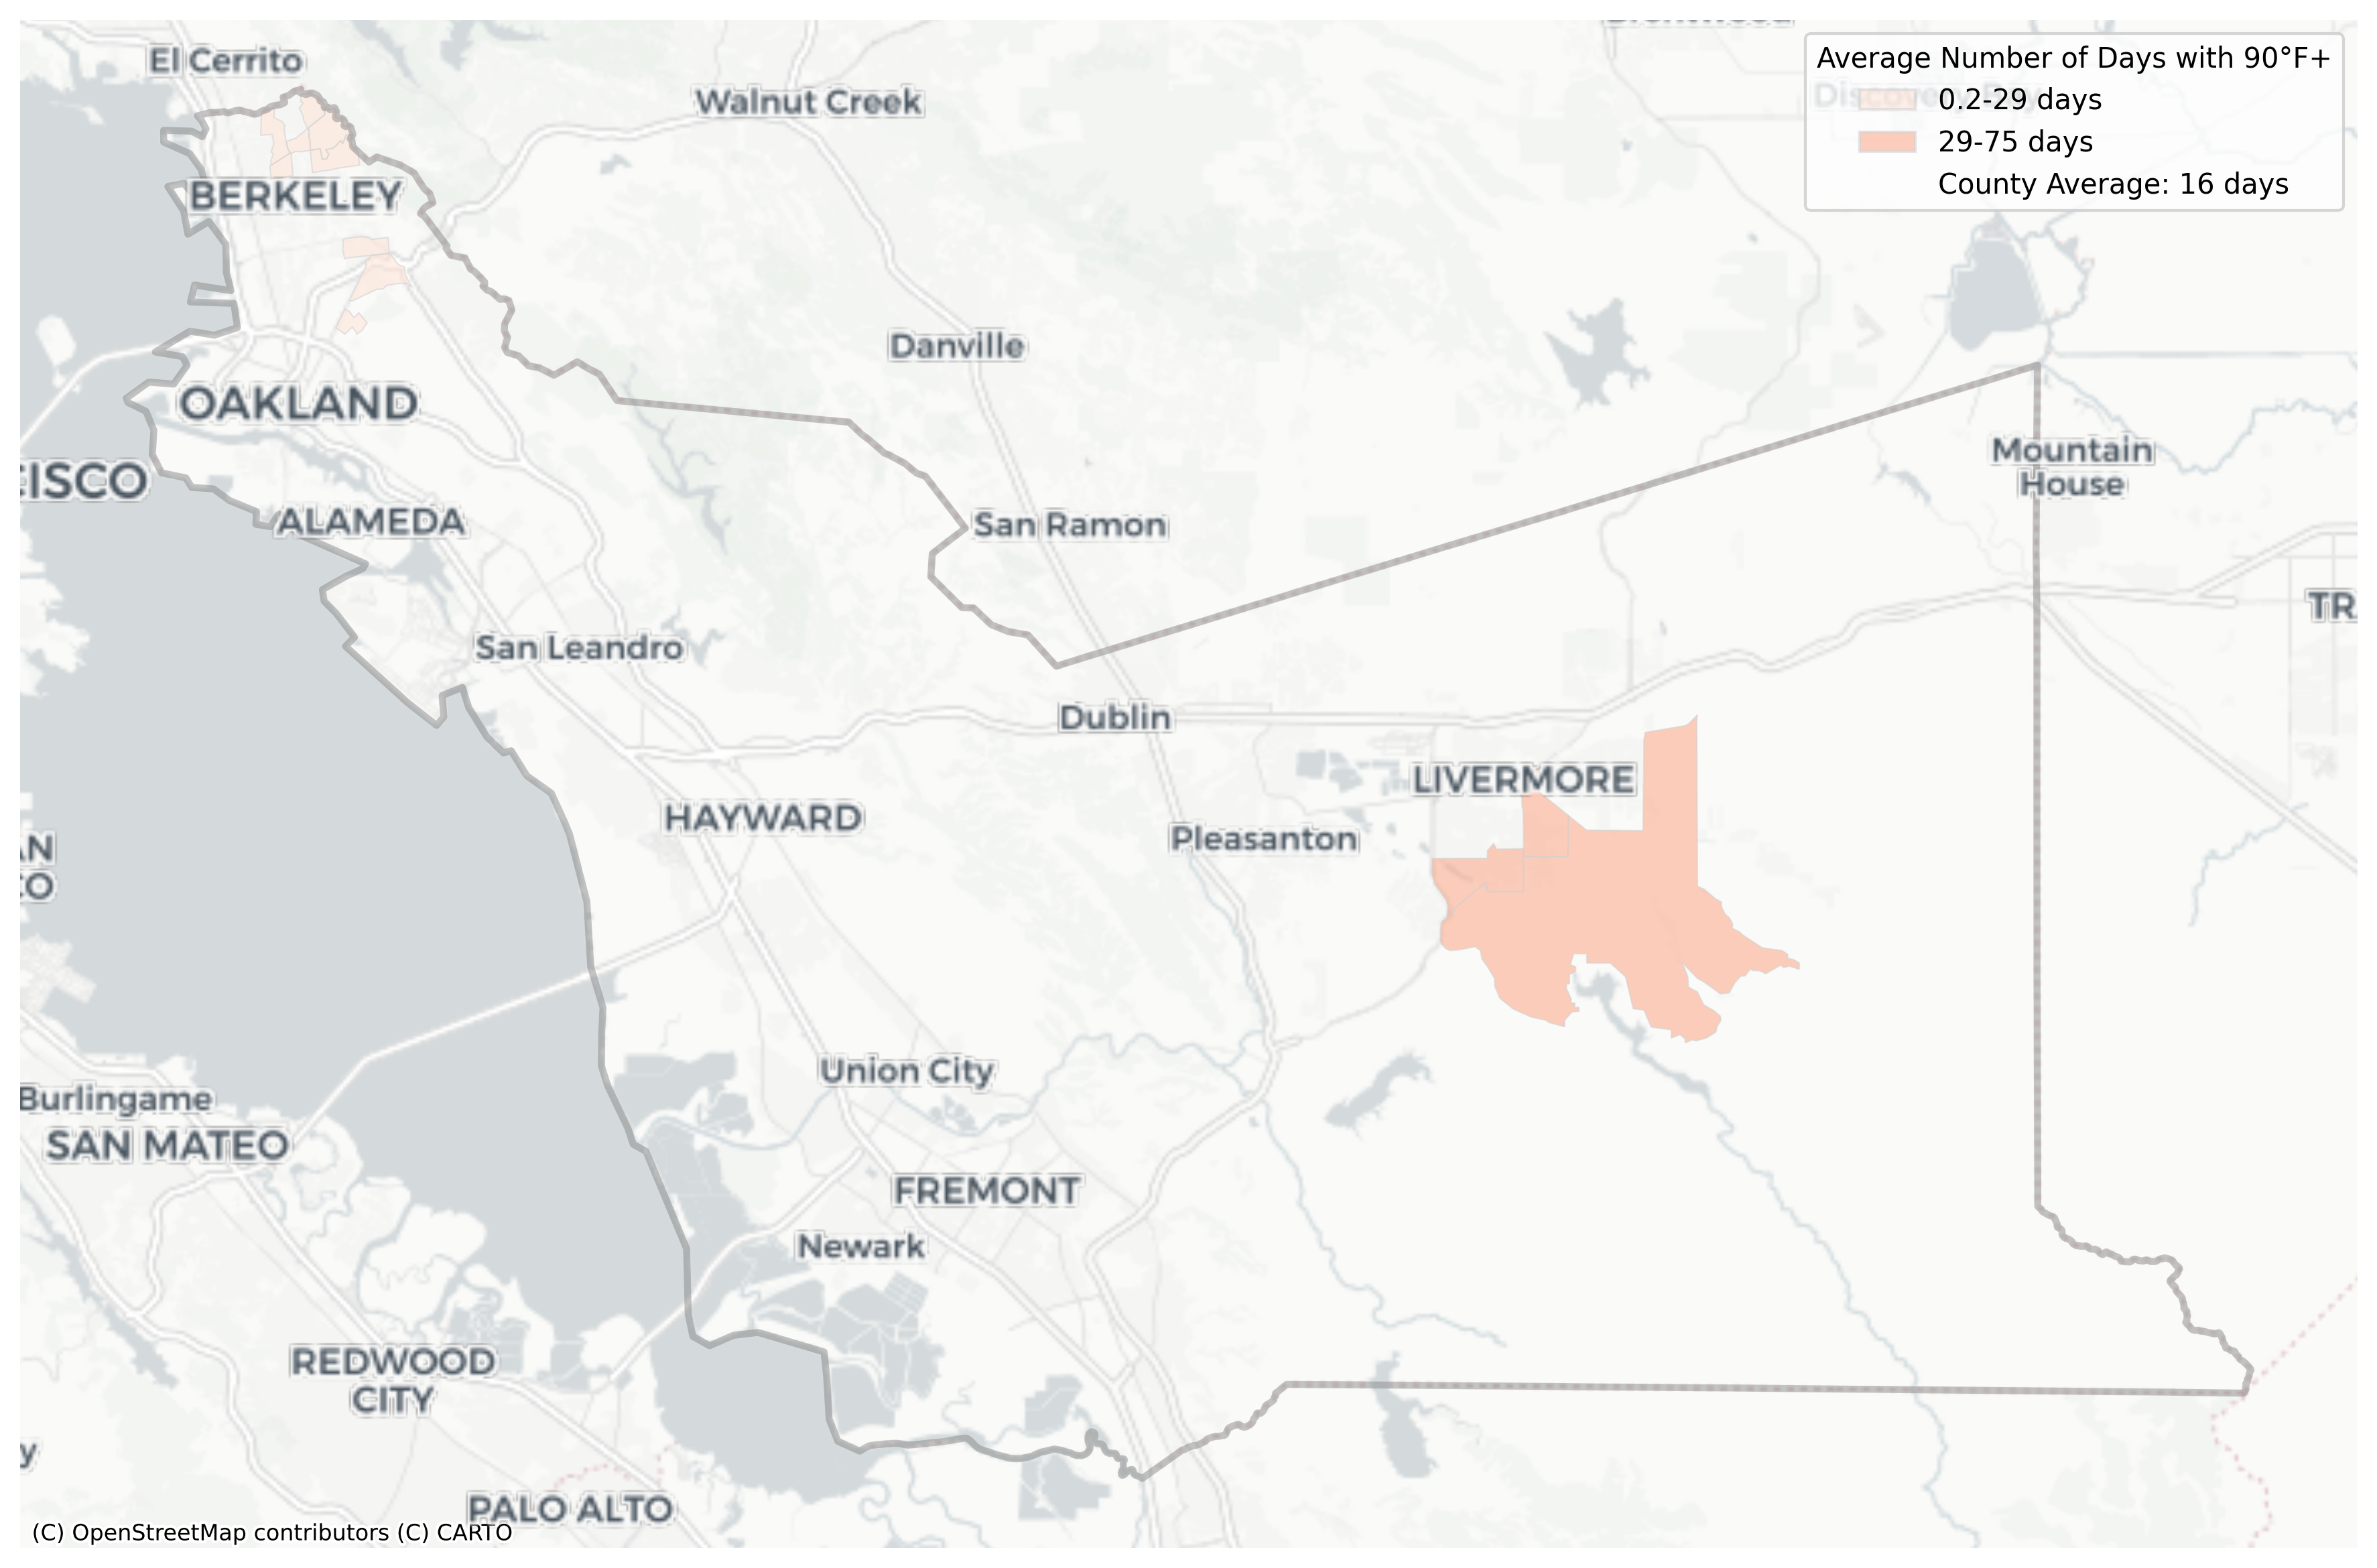 El Cerrito
Walnut Creek
Average Number of Days with 90°F+
0.2-29 days
29-75 days
County Average: 16 days
BERKELEY
Danville
OAKLAND
Mountain
House
CISCO
ALAMEDA
San Ramon
TR
San Leandro
Dublin
LIVERMORE
HAYWARD
Pleasanton
AN
EO
Union City
Burlingame
SAN MATEO
FREMONT
Newark
REDWOOD
CITY
y
PALO ALTO
(C) OpenStreetMap contributors (C) CARTO